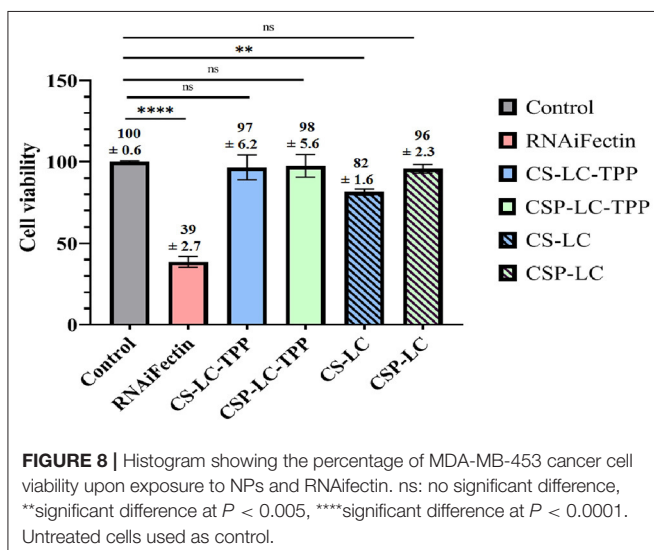 ns
**
ns
ns
****
150
100
50
0
Cell viability
100
± 0.6
39
± 2.7
97
± 6.2
98
± 5.6
82
± 1.6
96
± 2.3
Control
RNAiFectin
CS-LC-TPP
CSP-LC-TPP
CS-LC
CSP-LC
Control
RNAiFectin
CS-LC-TPP
CSP-LC-TPP
CS-LC
CSP-LC
FIGURE 8 | Histogram showing the percentage of MDA-MB-453 cancer cell
viability upon exposure to NPs and RNAifectin. ns: no significant difference,
**significant difference at P < 0.005, ****significant difference at P < 0.0001.
Untreated cells used as control.